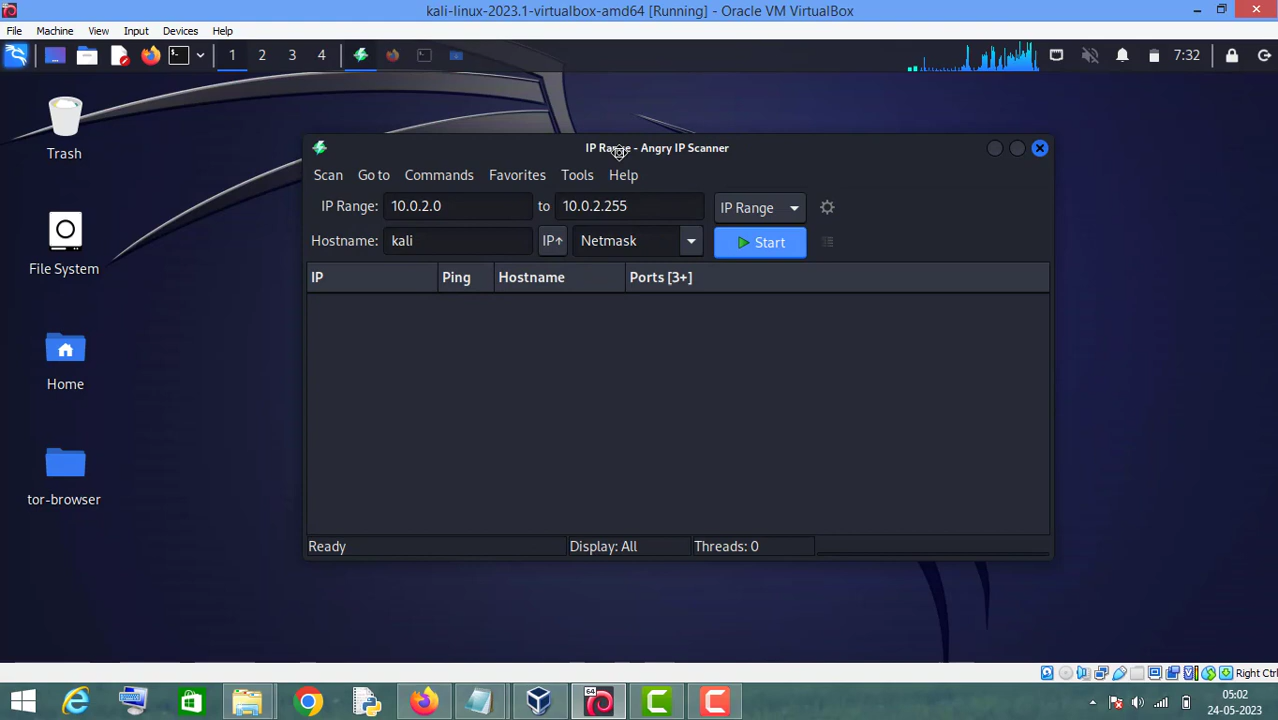 kali-linux-2023.1-virtualbox-amd64 [Running] - Oracle VM VirtualBox
File Machine View Input Devices Help
1 2 3 4 7:32
Trash
File System
Home
tor-browser
IP Range - Angry IP Scanner
Scan Go to Commands Favorites Tools Help
IP Range: 10.0.2.0 to 10.0.2.255 IP Range
Hostname: kali IP↑ Netmask Start
IP Ping Hostname Ports [3+]
Ready Display: All Threads: 0
Right Ctrl
64
05:02
24-05-2023